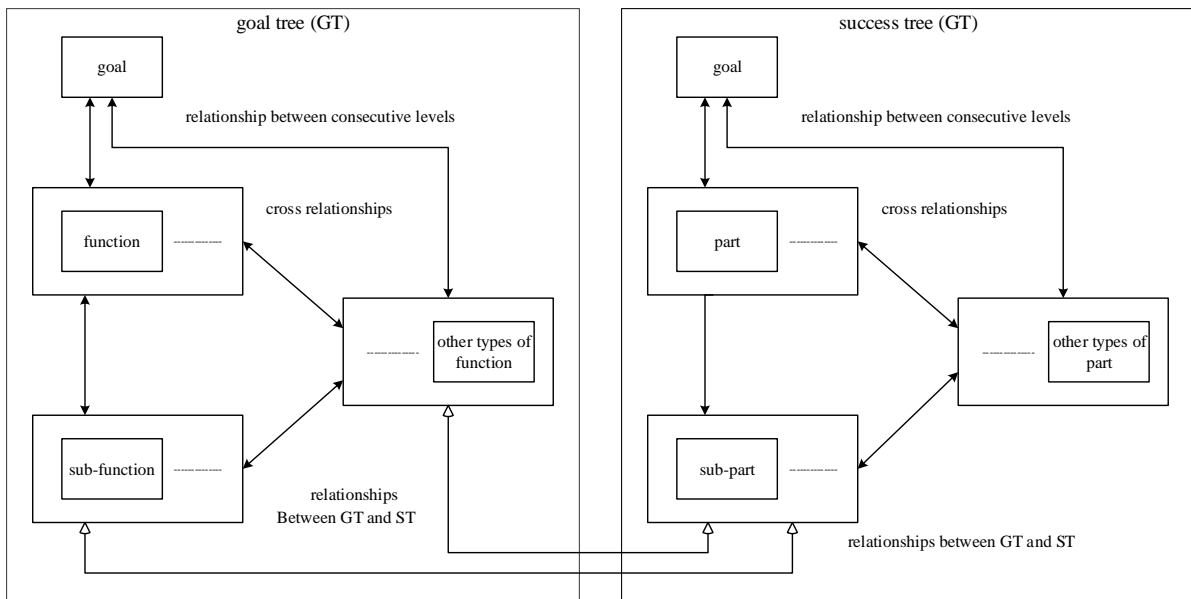 goal tree (GT)
goal
relationship between consecutive levels
cross relationships
function
other types of
function
sub-function
relationships
Between GT and ST
success tree (GT)
goal
relationship between consecutive levels
cross relationships
part
other types of
part
sub-part
relationships between GT and ST